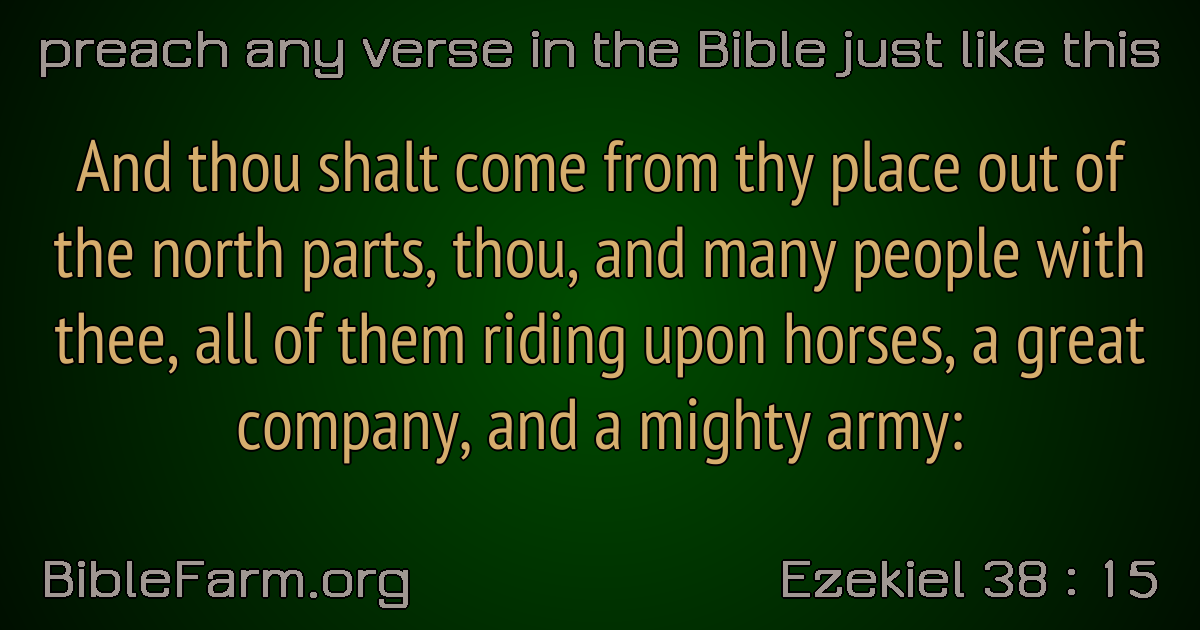 preach any verse in the Bible just like this
And thou shalt come from thy place out of
the north parts, thou, and many people with
thee, all of them riding upon horses, a great
company, and a mighty army:
BibleFarm.org
Ezekiel 38 : 15